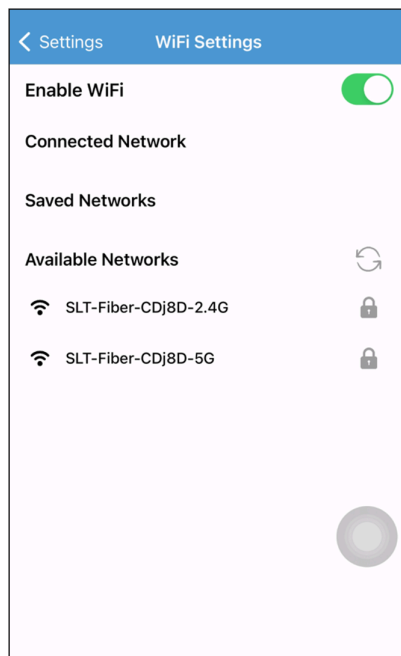 Settings WiFi Settings
Enable WiFi
Connected Network
Saved Networks
Available Networks
SLT-Fiber-CDj8D-2.4G
SLT-Fiber-CDj8D-5G